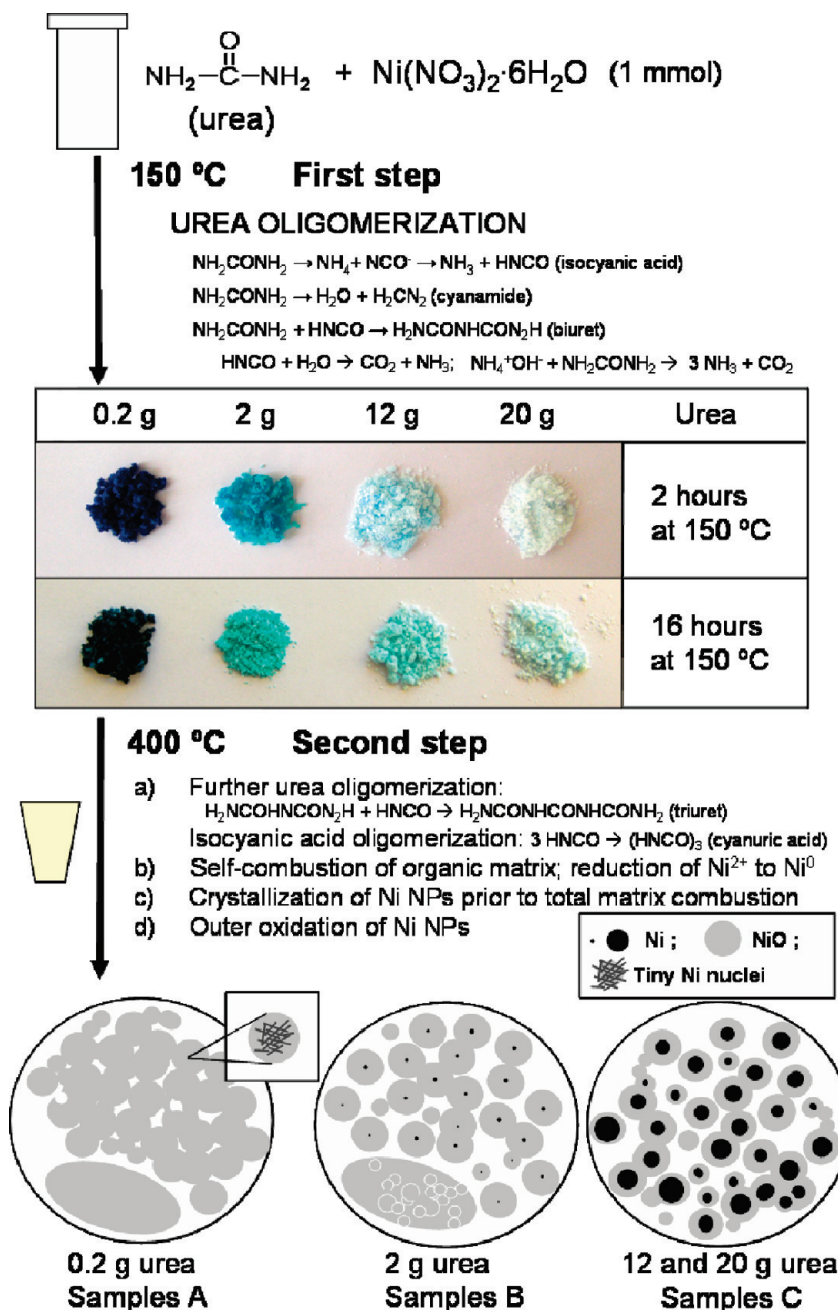 O
NH₂–C–NH₂ + Ni(NO₃)₂·6H₂O (1 mmol)
(urea)
150 ºC First step
UREA OLIGOMERIZATION
NH₂CONH₂ → NH₄ + NCO⁻ → NH₃ + HNCO (isocyanic acid)
NH₂CONH₂ → H₂O + H₂CN₂ (cyanamide)
NH₂CONH₂ + HNCO → H₂NCONHCON₂H (biuret)
HNCO + H₂O → CO₂ + NH₃; NH₄⁺OH⁻ + NH₂CONH₂ → 3 NH₃ + CO₂
0.2 g 2 g 12 g 20 g Urea
2 hours
at 150 ºC
16 hours
at 150 ºC
400 ºC Second step
a) Further urea oligomerization:
H₂NCOHNCON₂H + HNCO → H₂NCONHCONHCONH₂ (triuret)
Isocyanic acid oligomerization: 3 HNCO → (HNCO)₃ (cyanuric acid)
b) Self-combustion of organic matrix; reduction of Ni²⁺ to Ni⁰
c) Crystallization of Ni NPs prior to total matrix combustion
d) Outer oxidation of Ni NPs
Ni ; NiO ;
Tiny Ni nuclei
0.2 g urea 2 g urea 12 and 20 g urea
Samples A Samples B Samples C